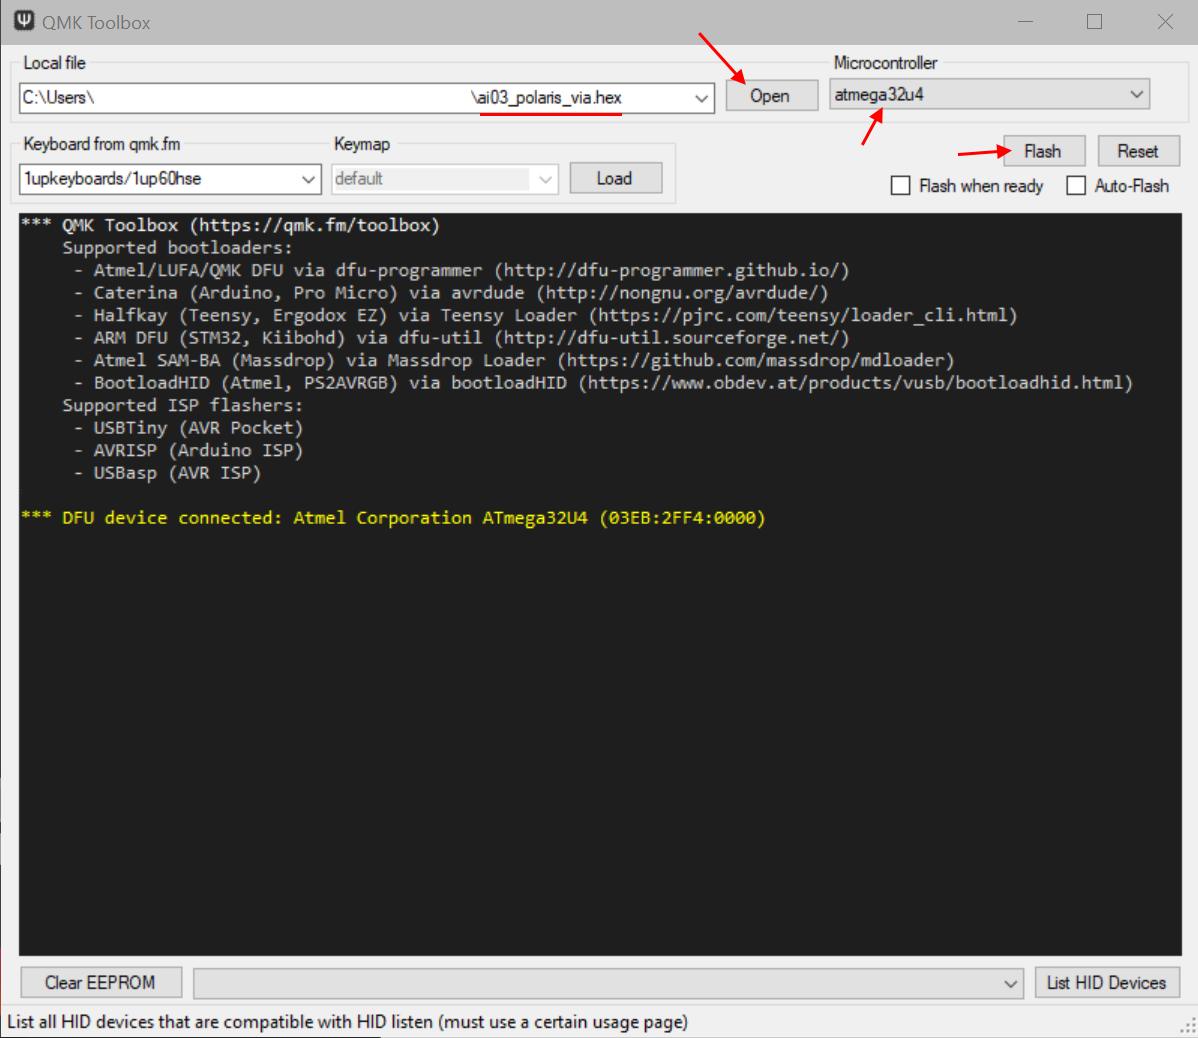 QMK Toolbox
Local file
Microcontroller
C:\Users\ \ai03_polaris_via.hex
Open
atmega32u4
Keyboard from qmk.fm
Keymap
Flash
Reset
1upkeyboards/1up60hse
default
Load
Flash when ready
Auto-Flash
*** QMK Toolbox (https://qmk.fm/toolbox)
Supported bootloaders:
- Atmel/LUFA/QMK DFU via dfu-programmer (http://dfu-programmer.github.io/)
- Caterina (Arduino, Pro Micro) via avrdude (http://nongnu.org/avrdude/)
- Halfkay (Teensy, Ergodox EZ) via Teensy Loader (https://pjrc.com/teensy/loader_cli.html)
- ARM DFU (STM32, Kiibohd) via dfu-util (http://dfu-util.sourceforge.net/)
- Atmel SAM-BA (Massdrop) via Massdrop Loader (https://github.com/massdrop/mdloader)
- BootloadHID (Atmel, PS2AVRGB) via bootloadHID (https://www.obdev.at/products/vusb/bootloadhid.html)
Supported ISP flashers:
- USBTiny (AVR Pocket)
- AVRISP (Arduino ISP)
- USBasp (AVR ISP)
*** DFU device connected: Atmel Corporation ATmega32U4 (03EB:2FF4:0000)
Clear EEPROM
List HID Devices
List all HID devices that are compatible with HID listen (must use a certain usage page)